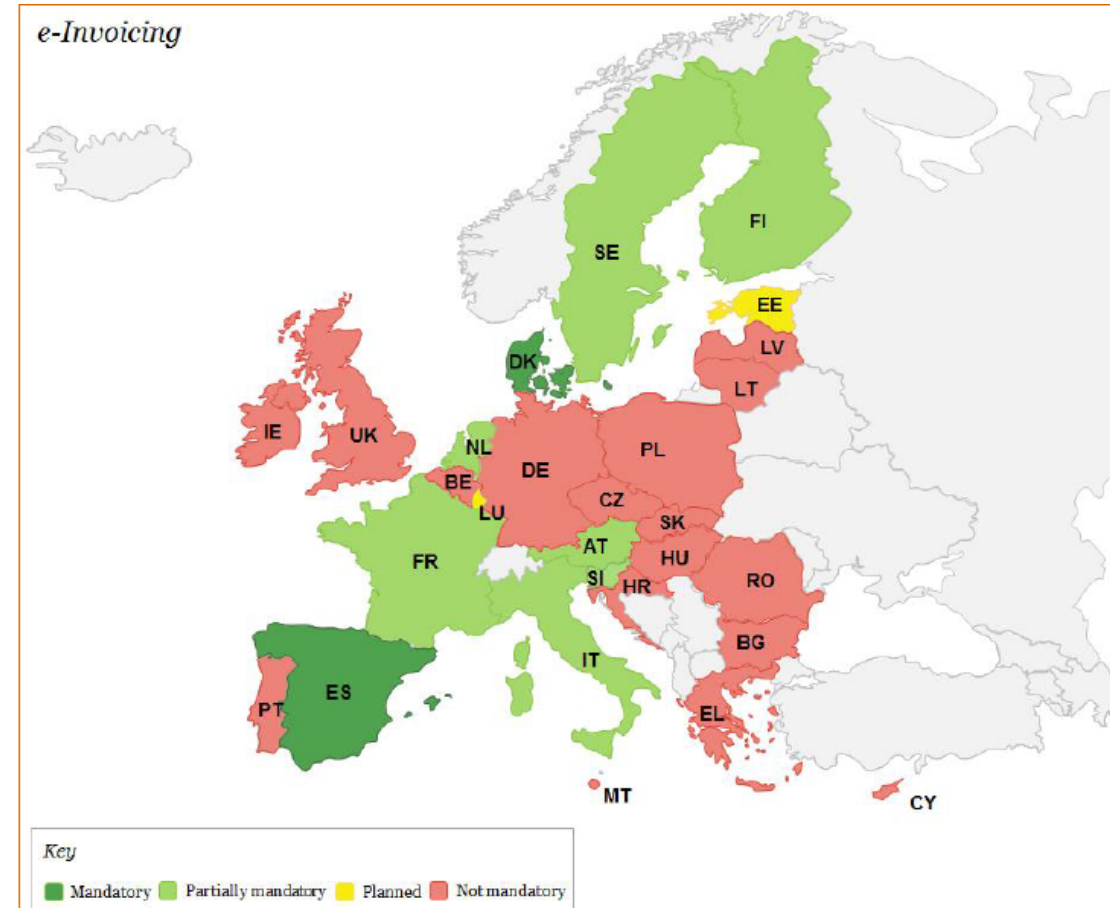 e-Invoicing
FI
SE
EE
LV
DK
LT
IE
UK
NL
PL
DE
BE
CZ
LU
SK
AT
FR
HU
SI
RO
HR
BG
IT
ES
PT
EL
MT
CY
Key
Mandatory Partially mandatory Planned Not mandatory